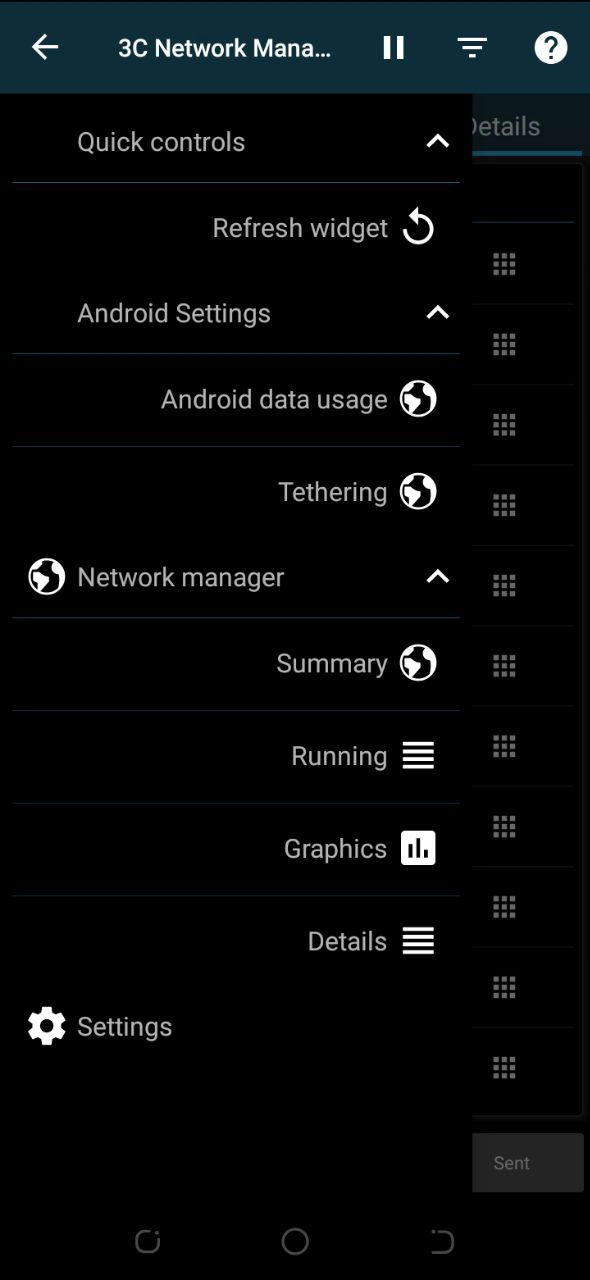 3C Network Mana...
Details
Quick controls
Refresh widget
Android Settings
Android data usage
Tethering
Network manager
Summary
Running
Graphics
Details
Settings
Sent